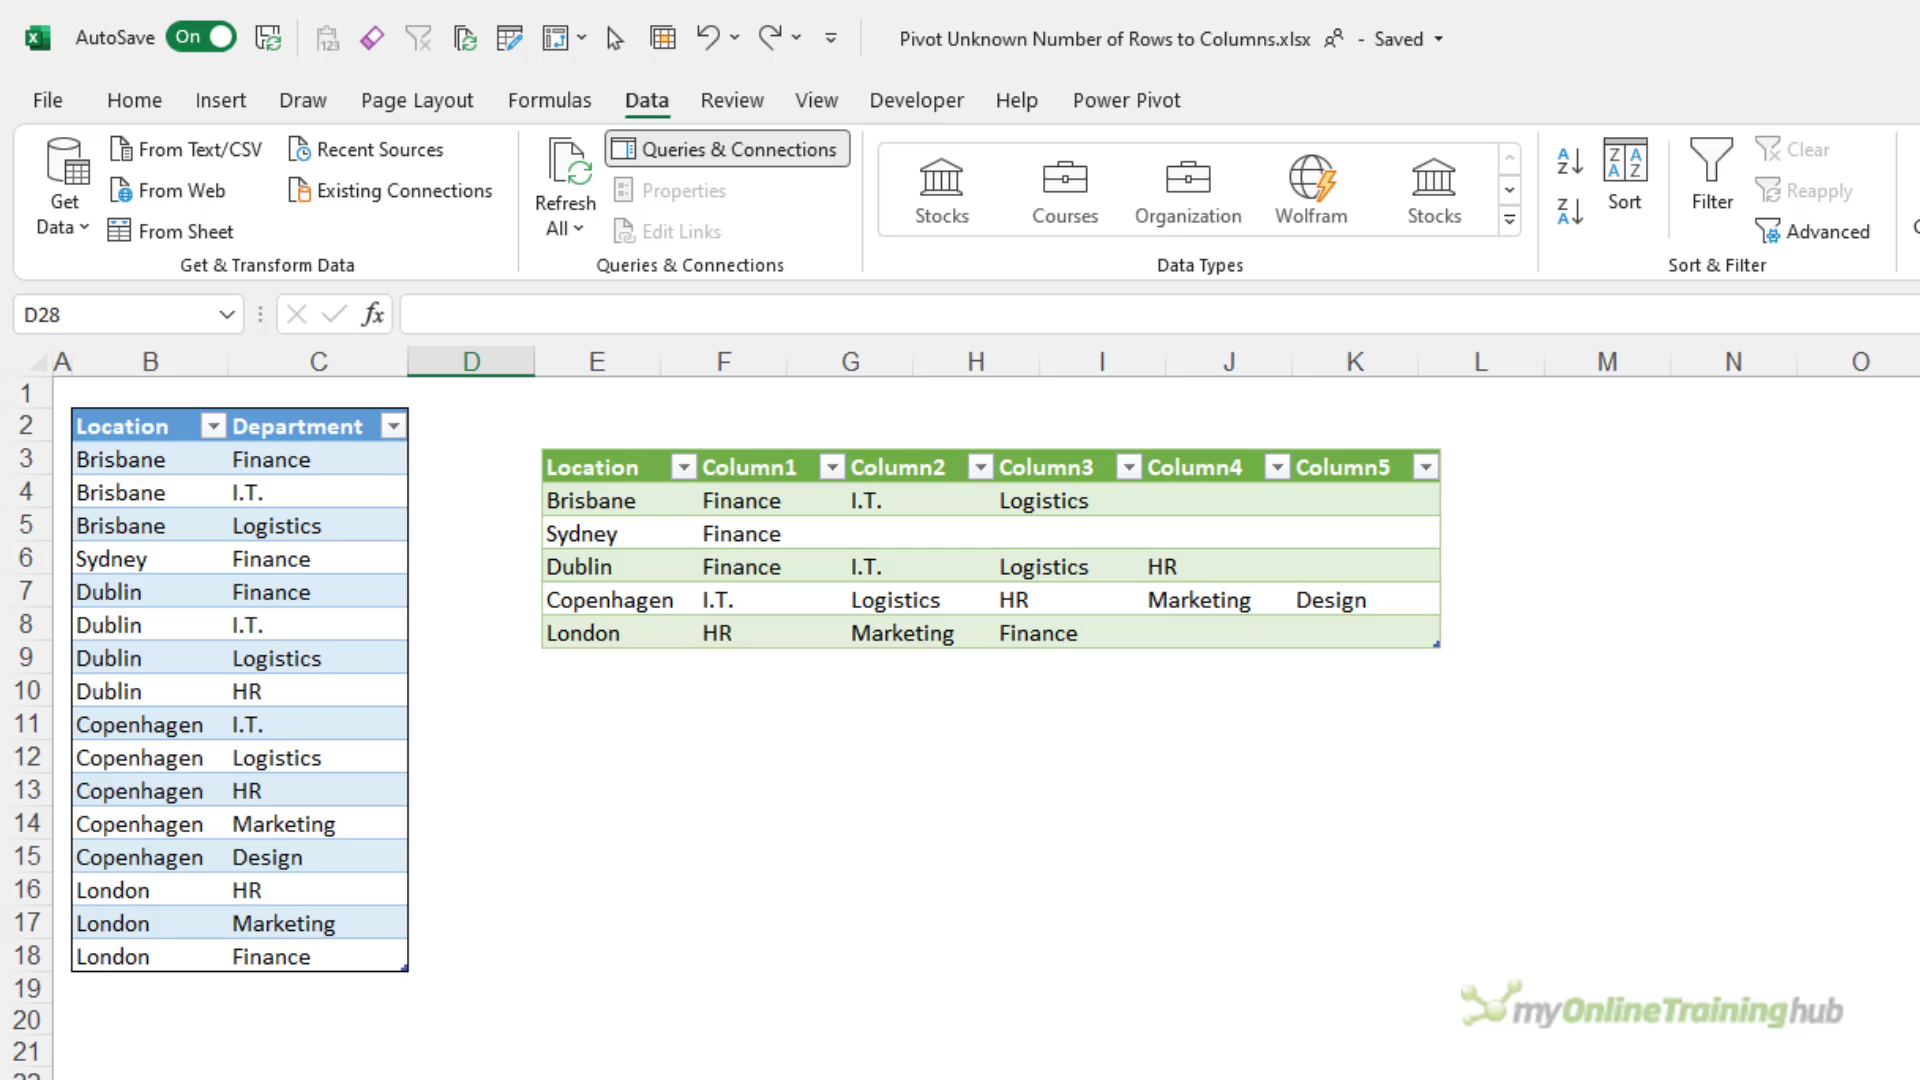 AutoSave On
Pivot Unknown Number of Rows to Columns.xlsx - Saved
File Home Insert Draw Page Layout Formulas Data Review View Developer Help Power Pivot
Get Data
From Text/CSV
From Web
From Sheet
Recent Sources
Existing Connections
Get & Transform Data
Refresh All
Queries & Connections
Properties
Edit Links
Queries & Connections
Stocks Courses Organization Wolfram Stocks
Data Types
Sort
Filter
Clear
Reapply
Advanced
Sort & Filter
D28
fx
A B C D E F G H I J K L M N O
1
2 Location Department
3 Brisbane Finance
4 Brisbane I.T.
5 Brisbane Logistics
6 Sydney Finance
7 Dublin Finance
8 Dublin I.T.
9 Dublin Logistics
10 Dublin HR
11 Copenhagen I.T.
12 Copenhagen Logistics
13 Copenhagen HR
14 Copenhagen Marketing
15 Copenhagen Design
16 London HR
17 London Marketing
18 London Finance
19
20
21
Location Column1 Column2 Column3 Column4 Column5
Brisbane Finance I.T. Logistics
Sydney Finance
Dublin Finance I.T. Logistics HR
Copenhagen I.T. Logistics HR Marketing Design
London HR Marketing Finance
myOnlineTraininghub